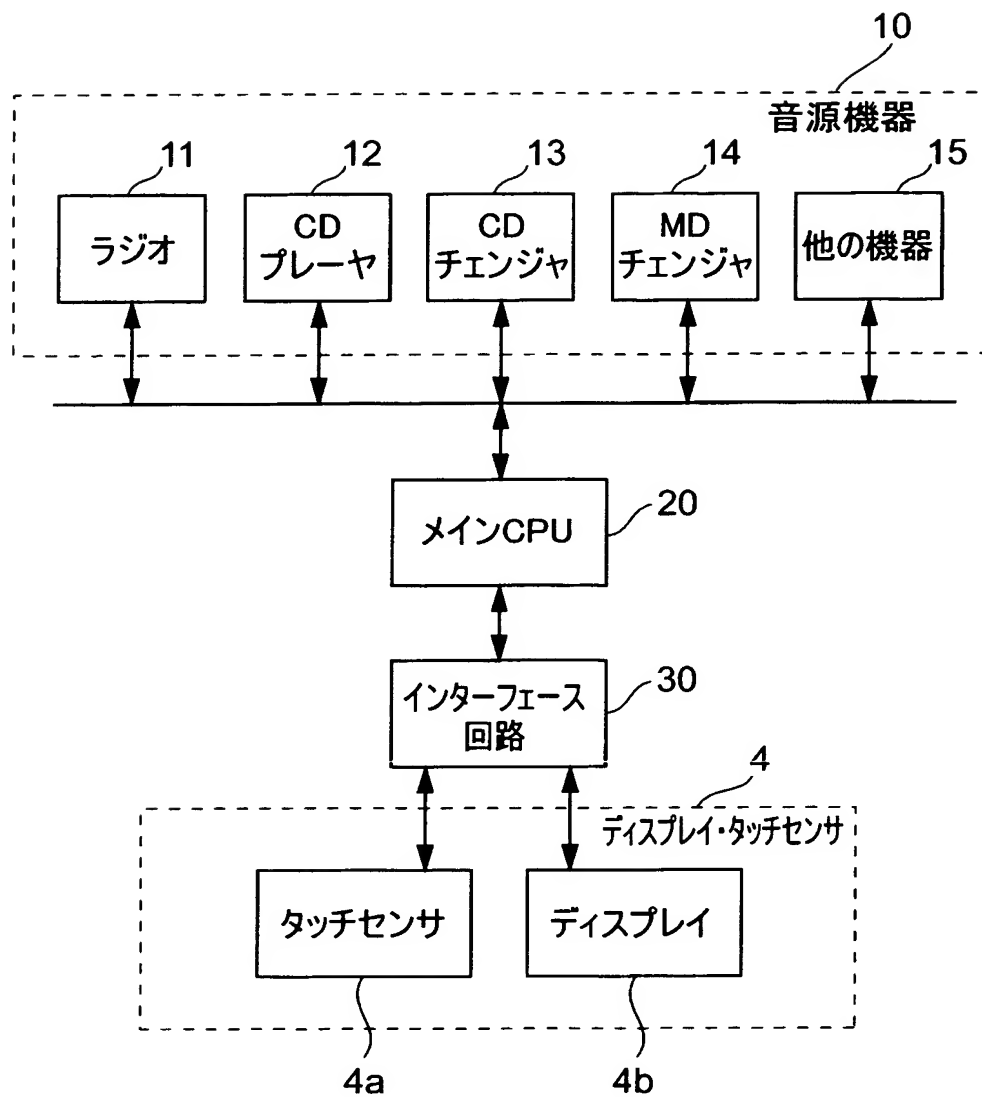 10
音源機器
11
12
13
14
15
ラジオ
CD
プレーヤ
CD
チェンジャ
MD
チェンジャ
他の機器
メインCPU
20
インターフェース
回路
30
4
ディスプレイ・タッチセンサ
タッチセンサ
ディスプレイ
4a
4b